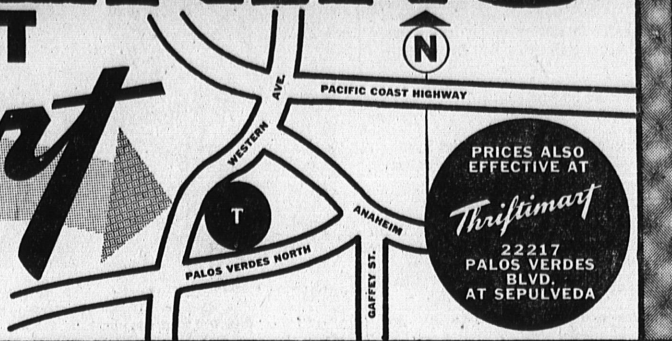 T
N
AVE.
PACIFIC COAST HIGHWAY
WESTERN
T
ANAHEIM
PALOS VERDES NORTH
GAFFEY ST.
PRICES ALSO
EFFECTIVE AT
Thriftimart
22217
PALOS VERDES
BLVD.
AT SEPULVEDA